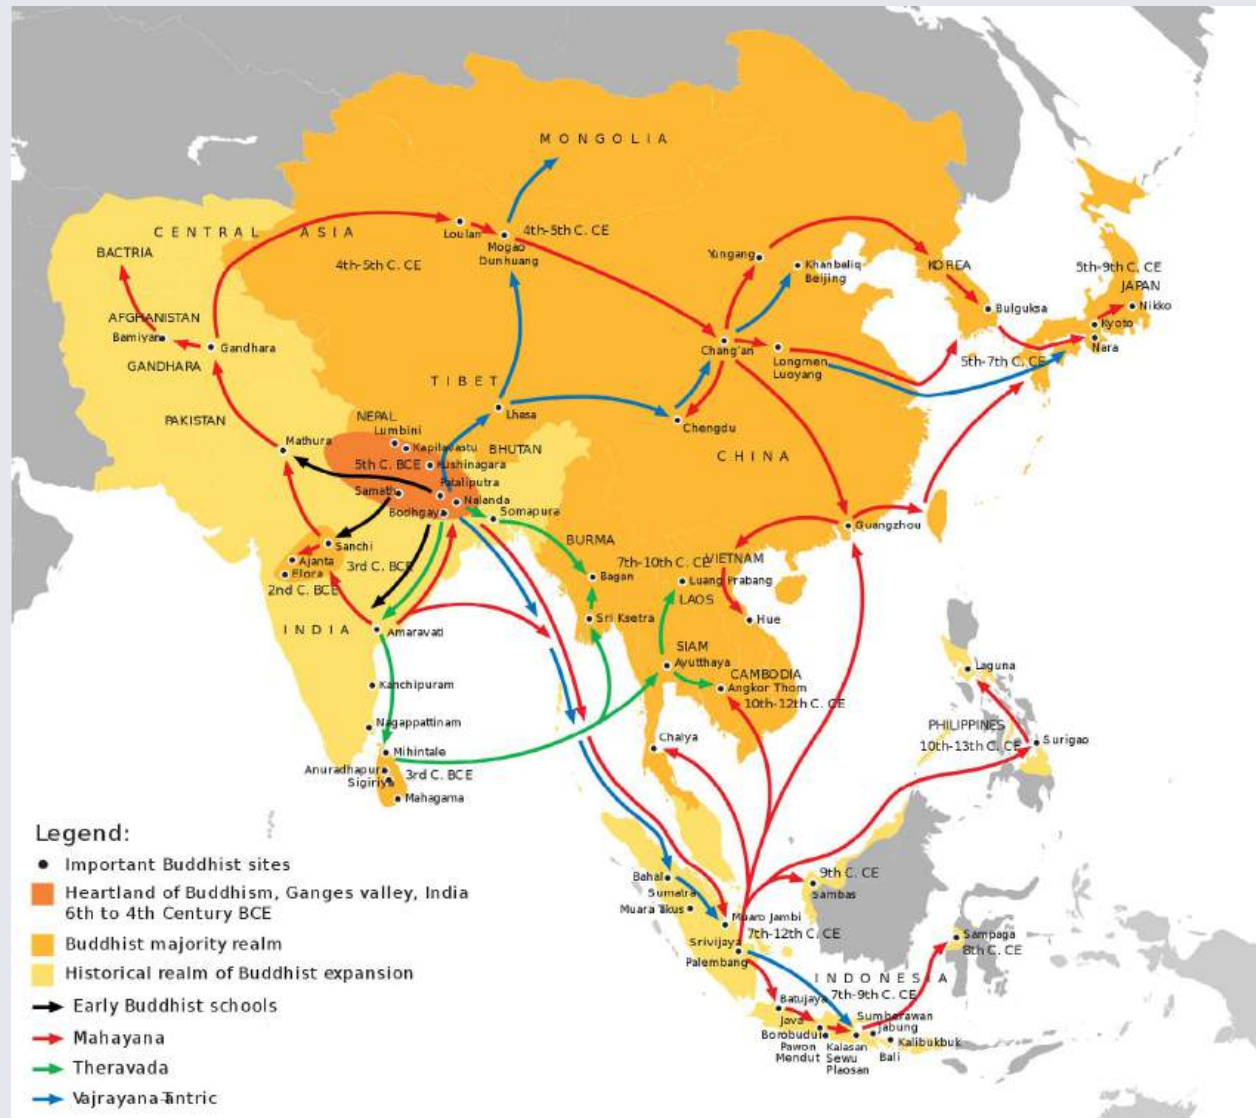 MONGOLIA
CENTRAL ASIA
BACTRIA
Loulan
Mogao
Dunhuang
4th-5th C. CE
4th-5th C. CE
Yungang
Khanbaliq
Beijing
KOREA
5th-9th C. CE
JAPAN
Nikko
Bulguksa
Kyoto
Nara
5th-7th C. CE
AFGHANISTAN
Bamiyan
Gandhara
GANDHARA
Chang'an
Longmen
Luoyang
TIBET
Lhasa
Chengdu
CHINA
PAKISTAN
NEPAL
Lumbini
Kapilavastu
BHUTAN
Mathura
5th C. BCE
Kushinagara
Pataliputra
Samath
Nalanda
Bodhgaya
Somapura
Guangzhou
Sanchi
Ajanta
Ellora
3rd C. BCE
2nd C. BCE
BURMA
7th-10th C. CE
VIETNAM
Bagan
Luang Prabang
LAOS
Sri Ksetra
Hue
INDIA
Amaravati
SIAM
Ayutthaya
CAMBODIA
Angkor Thom
10th-12th C. CE
Laguna
Kanchipuram
Nagappattinam
PHILIPPINES
10th-13th C. CE
Surigao
Chaiya
Mihintale
Anuradhapura
Sigiriya
3rd C. BCE
Mahagama
Legend:
Important Buddhist sites
Heartland of Buddhism, Ganges valley, India
6th to 4th Century BCE
Buddhist majority realm
Historical realm of Buddhist expansion
Early Buddhist schools
Mahayana
Theravada
Vajrayana-Tantric
Bahal
Sumatra
Muara Takus
Muaro Jambi
7th-12th C. CE
Srivijaya
Palembang
9th C. CE
Sambas
Sampaga
8th C. CE
INDONESIA
7th-9th C. CE
Batujaya
Java
Borobudur
Pawon
Mendut
Kalasan
Sewu
Plaosan
Sumberawan
Jabung
Kalibukbuk
Bali